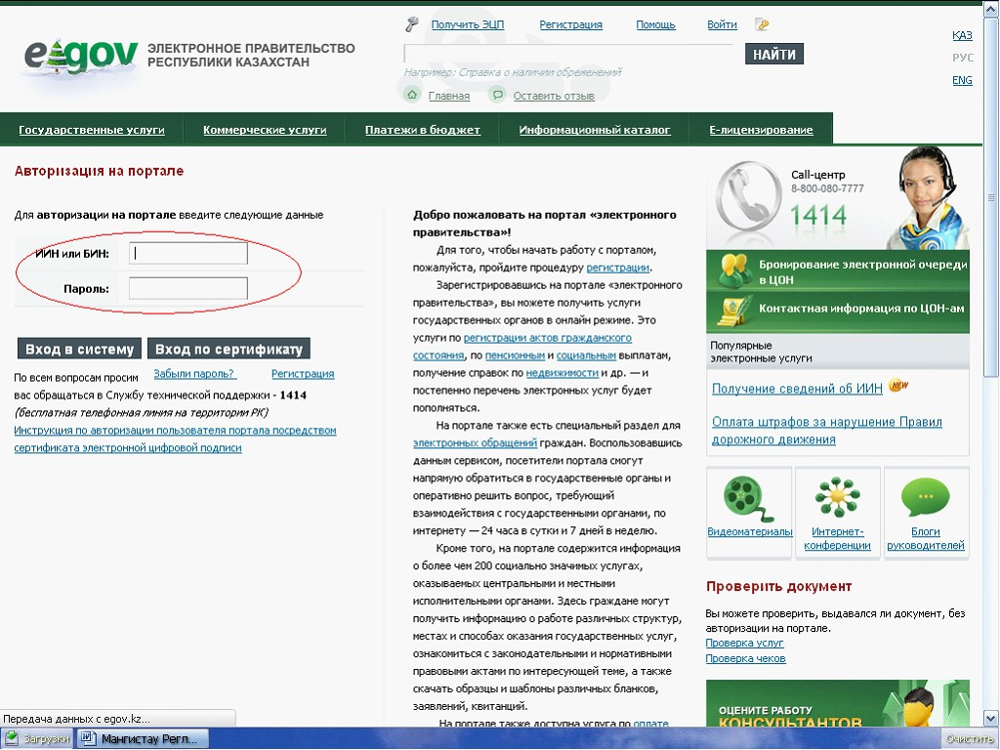 Получить ЭЦП
Регистрация
Помощь
Войти
ҚАЗ
РУС
ENG
egov
ЭЛЕКТРОННОЕ ПРАВИТЕЛЬСТВО
РЕСПУБЛИКИ КАЗАХСТАН
НАЙТИ
Например: Справка о наличии обременений
Главная
Оставить отзыв
Государственные услуги
Коммерческие услуги
Платежи в бюджет
Информационный каталог
Е-лицензирование
Авторизация на портале
Для авторизации на портале введите следующие данные
ИИН или БИН:
Пароль:
Вход в систему
Вход по сертификату
По всем вопросам просим
Забыли пароль?
Регистрация
вас обращаться в Службу технической поддержки - 1414
(бесплатная телефонная линия на территории РК)
Инструкция по авторизации пользователя портала посредством
сертификата электронной цифровой подписи
Добро пожаловать на портал «электронного
правительства»!
Для того, чтобы начать работу с порталом,
пожалуйста, пройдите процедуру регистрации.
Зарегистрировавшись на портале «электронного
правительства», вы можете получить услуги
государственных органов в онлайн режиме. Это
услуги по регистрации актов гражданского
состояния, по пенсионным и социальным выплатам,
получение справок по недвижимости и др. — и
постепенно перечень электронных услуг будет
пополняться.
На портале также есть специальный раздел для
электронных обращений граждан. Воспользовавшись
данным сервисом, посетители портала смогут
напрямую обратиться в государственные органы и
оперативно решить вопрос, требующий
взаимодействия с государственными органами, по
интернету — 24 часа в сутки и 7 дней в неделю.
Кроме того, на портале содержится информация
о более чем 200 социально значимых услугах,
оказываемых центральными и местными
исполнительными органами. Здесь граждане могут
получить информацию о работе различных структур,
местах и способах оказания государственных услуг,
ознакомиться с законодательными и нормативными
правовыми актами по интересующей теме, а также
скачать образцы и шаблоны различных бланков,
заявлений, квитанций.
На портале также доступна услуга по оплате
Call-центр
8-800-080-7777
1414
Бронирование электронной очереди
в ЦОН
Контактная информация по ЦОН-ам
Популярные
электронные услуги
Получение сведений об ИИН
NEW
Оплата штрафов за нарушение Правил
дорожного движения
Видеоматериалы
Интернет-
конференции
Блоги
руководителей
Проверить документ
Вы можете проверить, выдавался ли документ, без
авторизации на портале.
Проверка услуг
Проверка чеков
ОЦЕНИТЕ РАБОТУ
КОНСУЛЬТАНТОВ
Передача данных с egov.kz...
Загрузки
Мангистау Регл...
Очистить